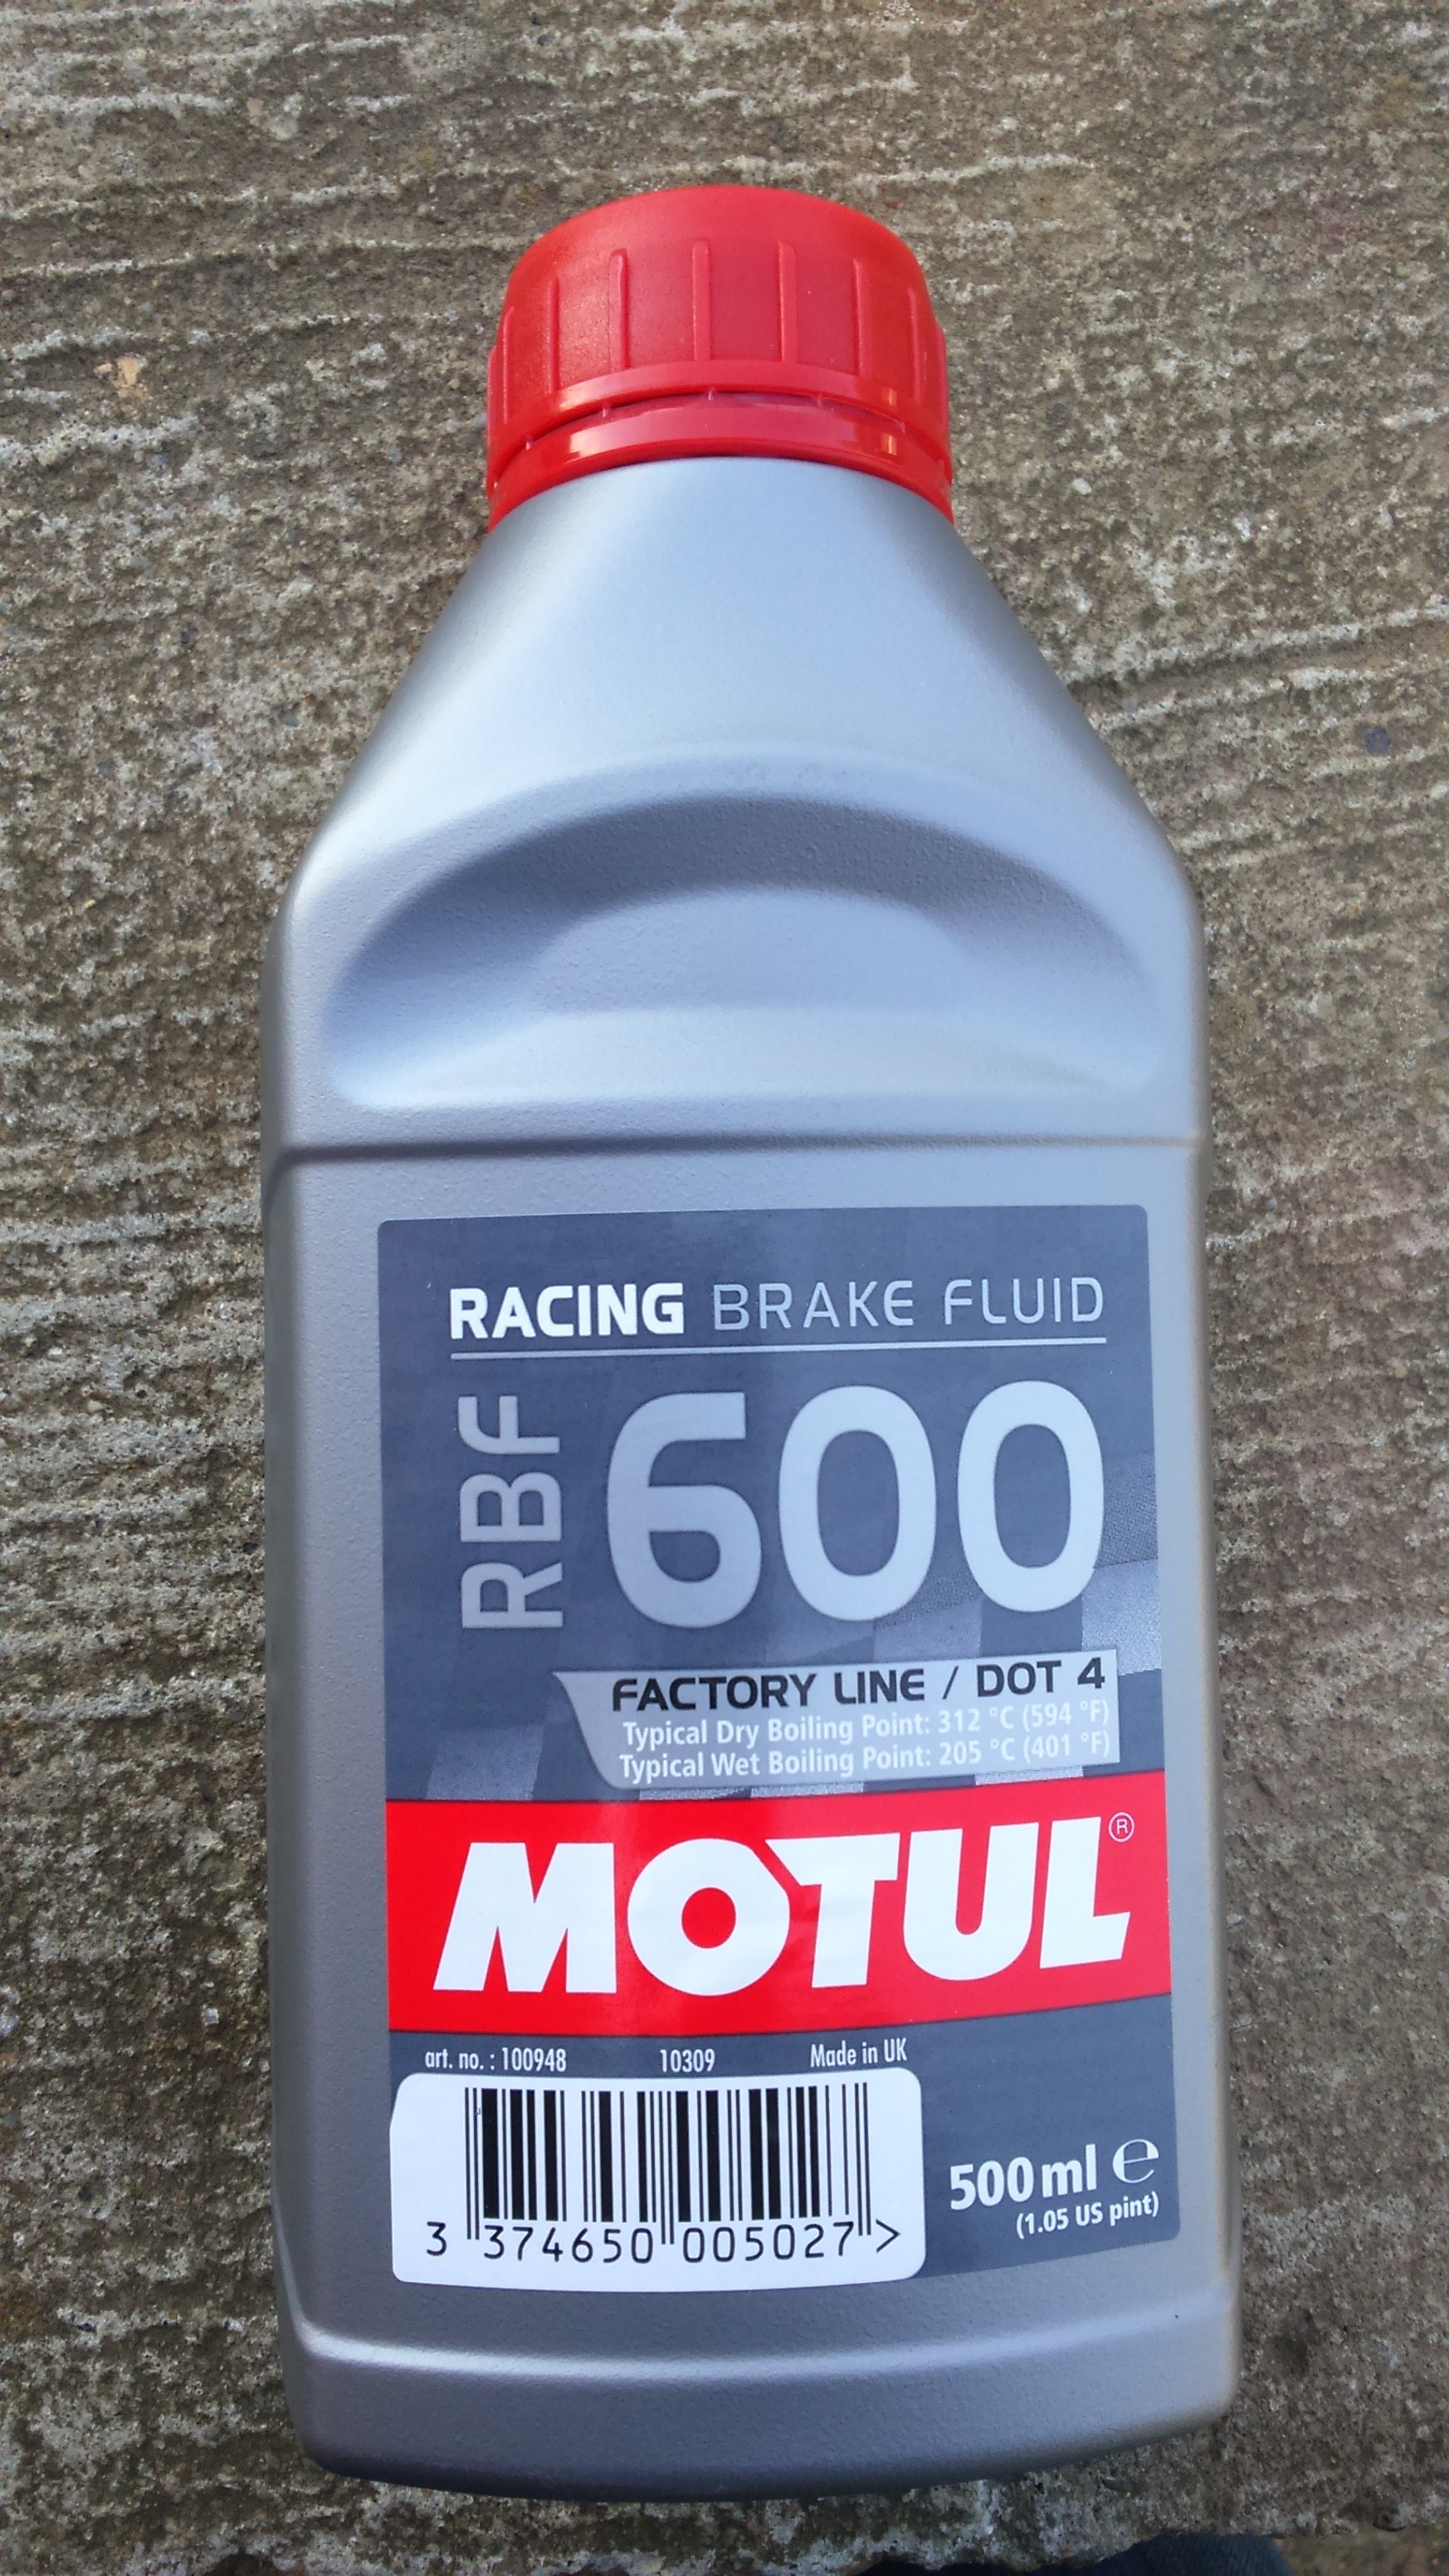 RACING BRAKE FLUID
RBF 600
FACTORY LINE / DOT 4
Typical Dry Boiling Point: 312 °C (594 °F)
Typical Wet Boiling Point: 205 °C (401 °F)
MOTUL®
art. no. : 100948 10309 Made in UK
3 374650 005027 >
500 ml ℮
(1.05 US pint)